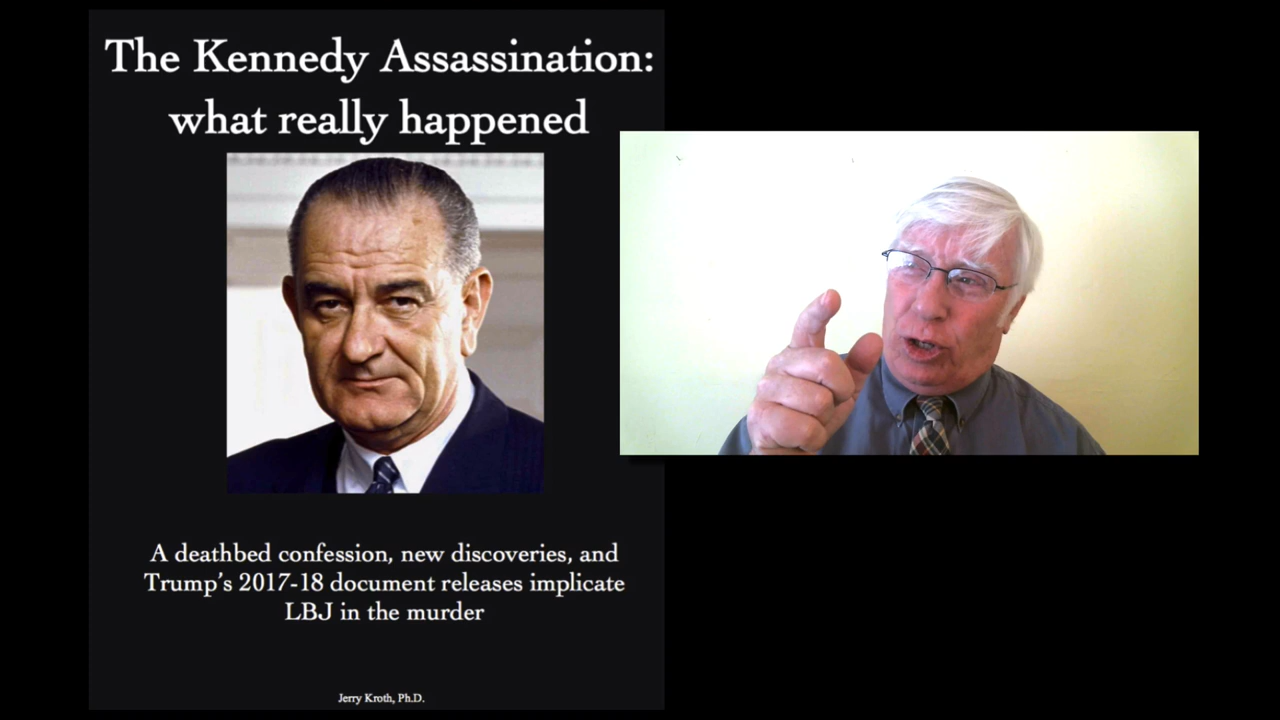 The Kennedy Assassination:
what really happened
A deathbed confession, new discoveries, and
Trump's 2017-18 document releases implicate
LBJ in the murder
Jerry Kroth, Ph.D.